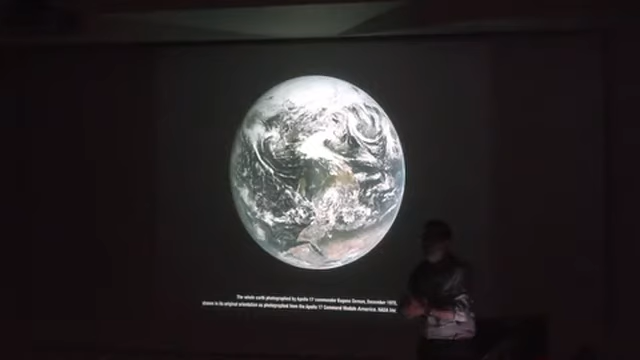 The whole earth photographed by Apollo 17 commander Eugene Cernan, December 1972,
shown in its original orientation as photographed from the Apollo 17 Command Module America. NASA